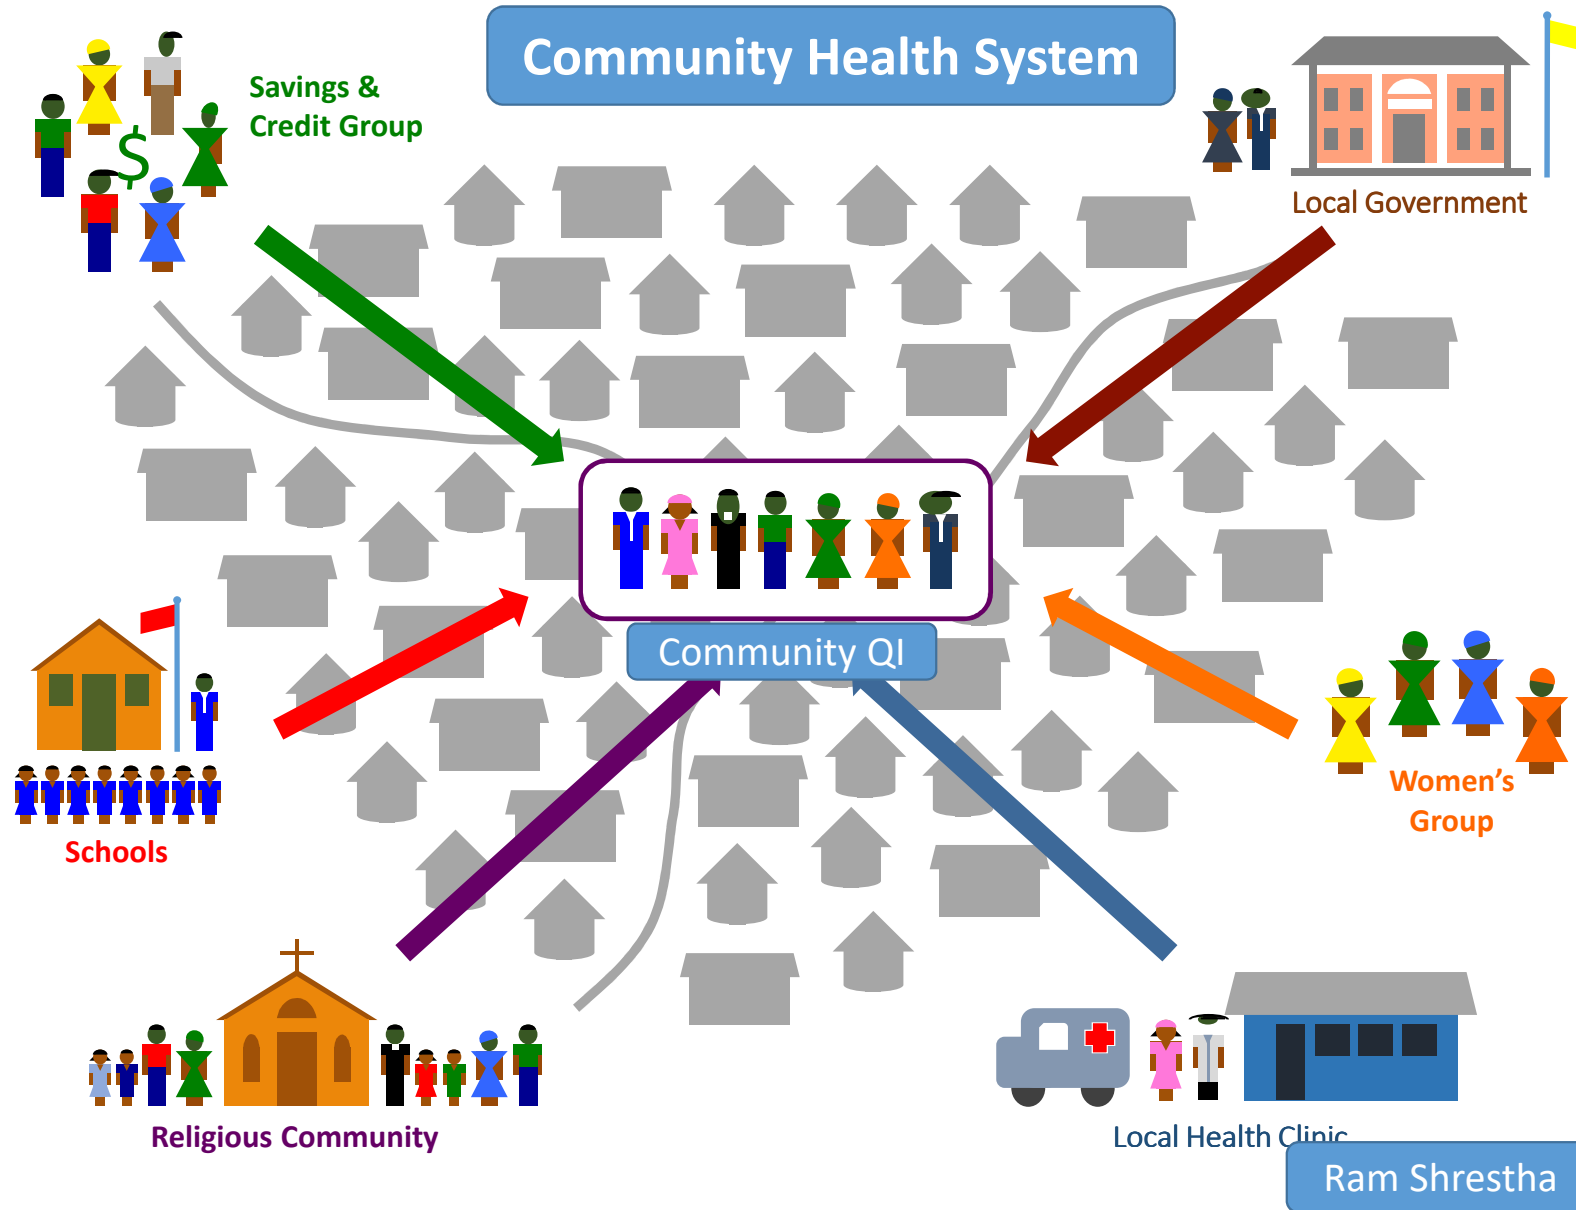 Community Health System
Savings &
Credit Group
$
Local Government
Community QI
Women's
Group
Schools
Religious Community
Local Health Clinic
Ram Shrestha